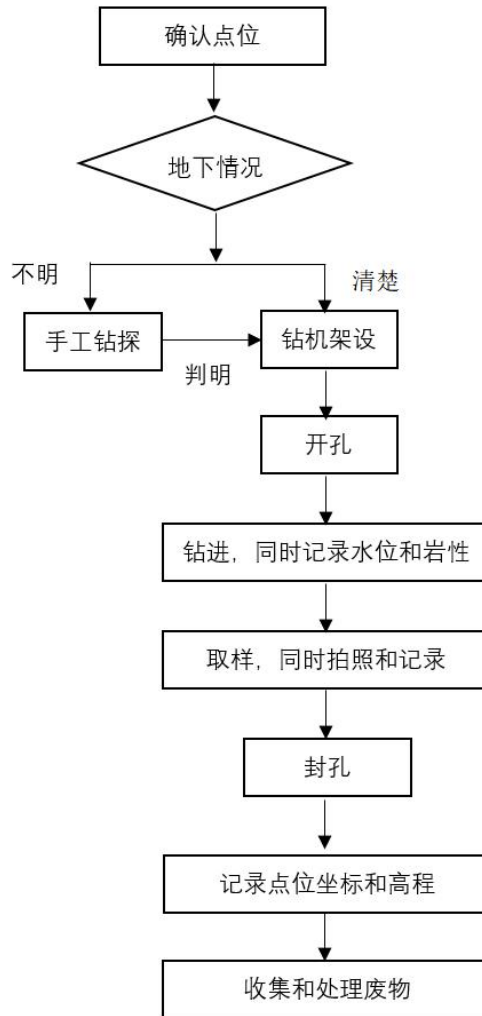 确认点位
地下情况
不明
清楚
手工钻探
钻机架设
判明
开孔
钻进，同时记录水位和岩性
取样，同时拍照和记录
封孔
记录点位坐标和高程
收集和处理废物